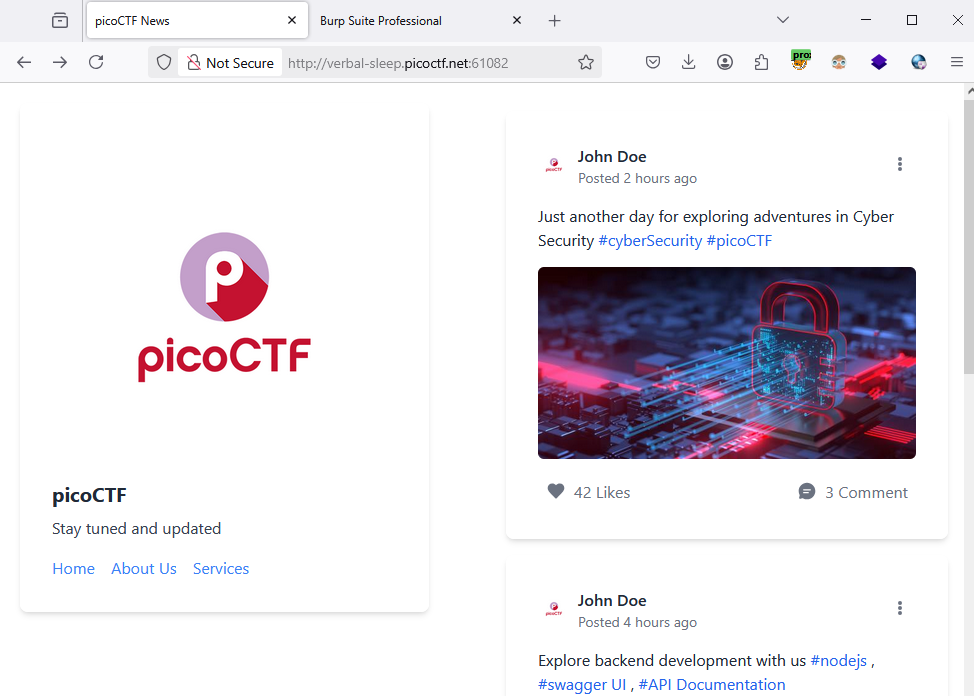 picoCTF News
Burp Suite Professional
Not Secure
http://verbal-sleep.picoctf.net:61082
pro
picoCTF
picoCTF
Stay tuned and updated
Home About Us Services
picoCTF
John Doe
Posted 2 hours ago
Just another day for exploring adventures in Cyber
Security #cyberSecurity #picoCTF
42 Likes
3 Comment
picoCTF
John Doe
Posted 4 hours ago
Explore backend development with us #nodejs ,
#swagger UI , #API Documentation